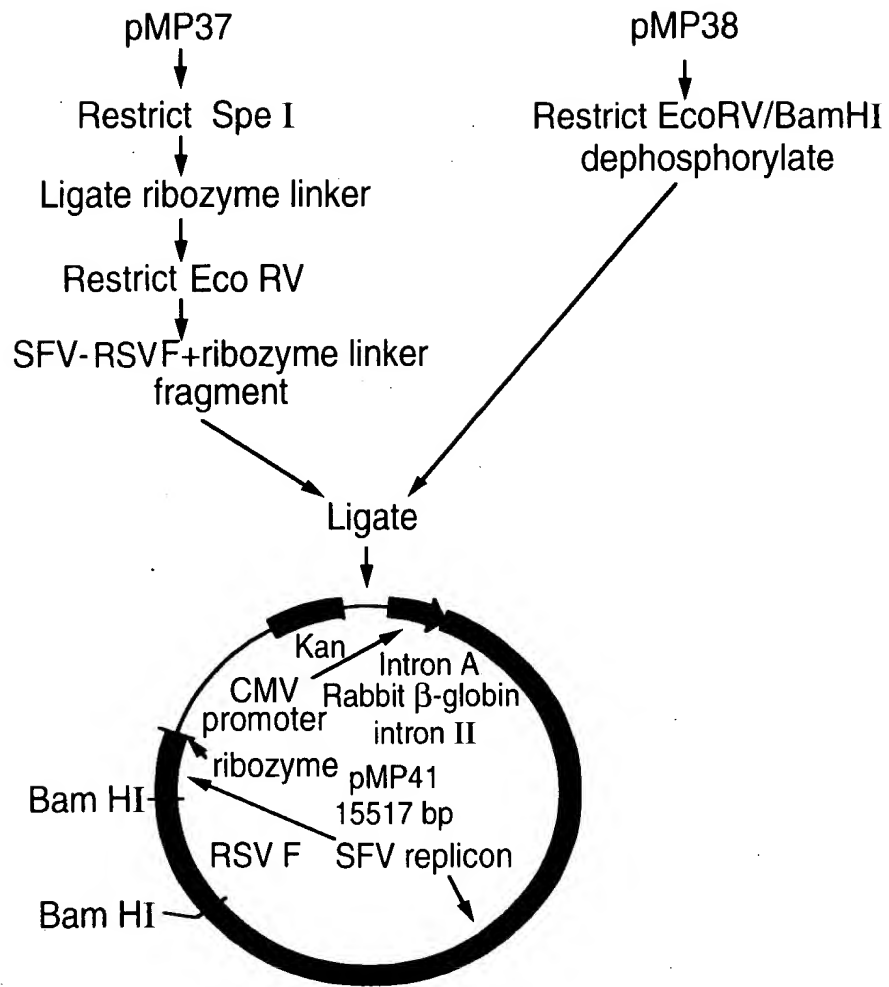 pMP37
Restrict Spe I
Ligate ribozyme linker
Restrict Eco RV
SFV-RSVF+ribozyme linker
fragment
pMP38
Restrict EcoRV/BamHI
dephosphorylate
Ligate
Kan
Intron A
CMV
promoter
Rabbit β-globin
intron II
ribozyme
pMP41
15517 bp
Bam HI
RSV F
SFV replicon
Bam HI